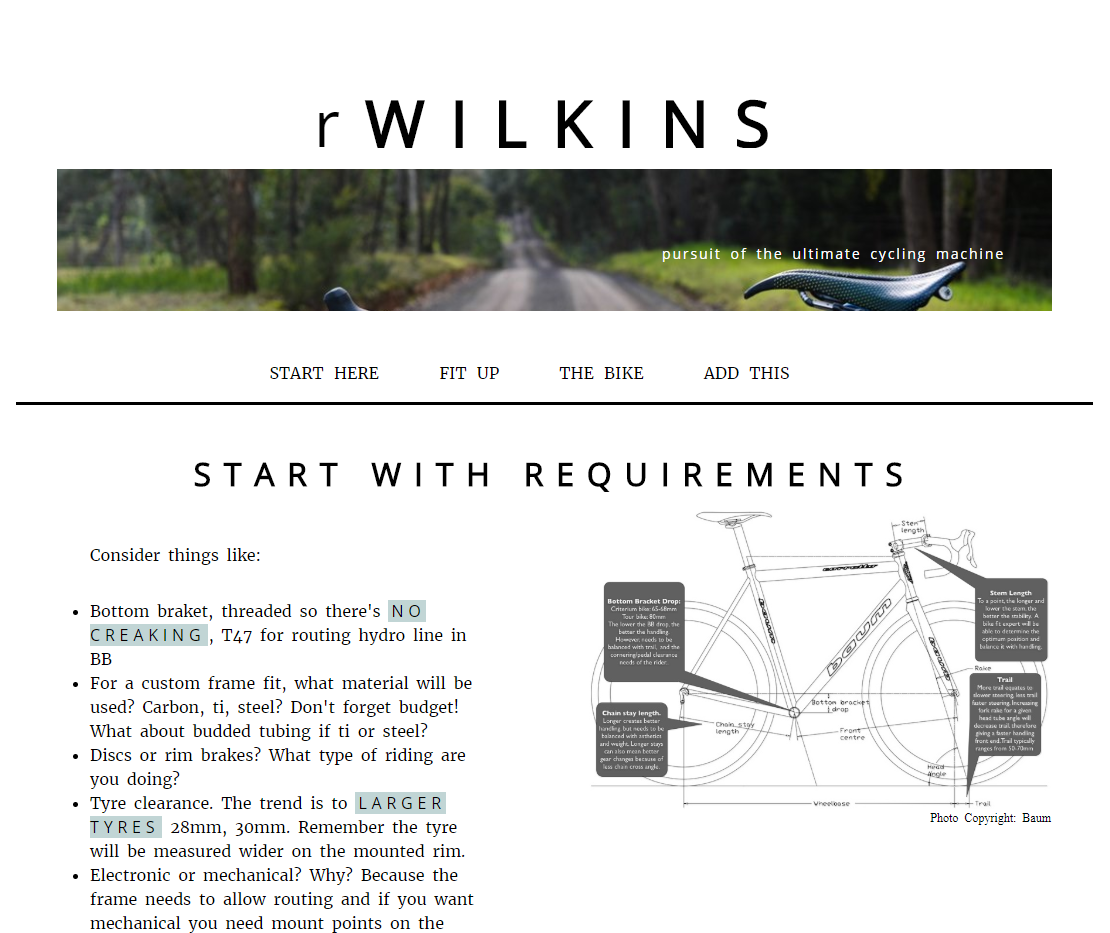 r WILKINS
pursuit of the ultimate cycling machine
START HERE FIT UP THE BIKE ADD THIS
START WITH REQUIREMENTS
Consider things like:
Bottom braket, threaded so there's NO
CREAKING, T47 for routing hydro line in
BB
For a custom frame fit, what material will be
used? Carbon, ti, steel? Don't forget budget!
What about budded tubing if ti or steel?
Discs or rim brakes? What type of riding are
you doing?
Tyre clearance. The trend is to LARGER
TYRES 28mm, 30mm. Remember the tyre
will be measured wider on the mounted rim.
Electronic or mechanical? Why? Because the
frame needs to allow routing and if you want
mechanical you need mount points on the
Stem
length
corretto
baum
baum
Bottom Bracket Drop:
Criterium bike: 65-68mm
Tour bike: 80mm
The lower the BB drop, the
better the handling.
However, needs to be
balanced with trail, and the
cornering/pedal clearance
needs of the rider.
Stem Length
To a point, the longer and
lower the stem, the
better the stability. A
bike fit expert will be
able to determine the
optimum position and
balance it with handling.
Rake
Trail
More trail equates to
slower steering, less trail
faster steering. Increasing
fork rake for a given
head tube angle will
decrease trail, therefore
giving a faster handling
front end. Trail typically
ranges from 50-70mm
Chain stay length.
Longer creates better
handling but needs to be
balanced with asthetics
and weight. Longer stays
can also mean better
gear changes because of
less chain cross angle.
Bottom bracket
drop
Chain stay
length
Front
centre
Head
Angle
Wheelbase
Trail
Photo Copyright: Baum